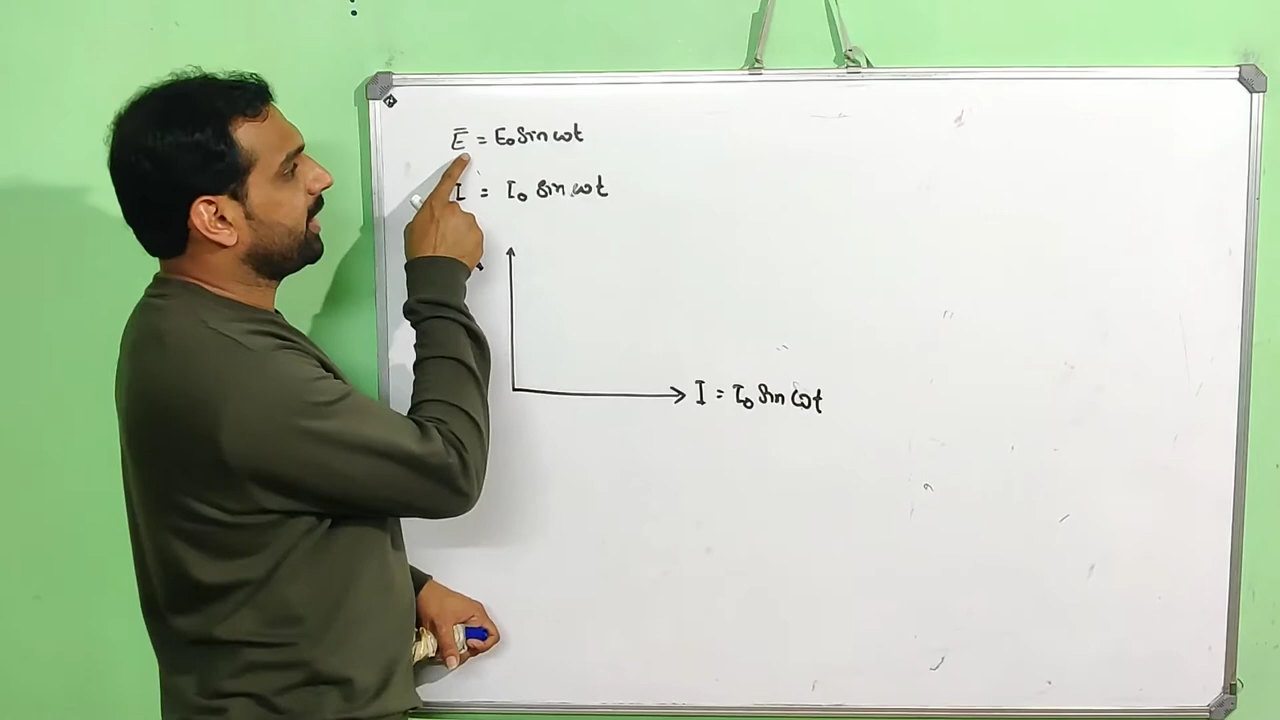 E = E₀ Sin ωt
I = I₀ Sin ωt
I = I₀ Sin ωt